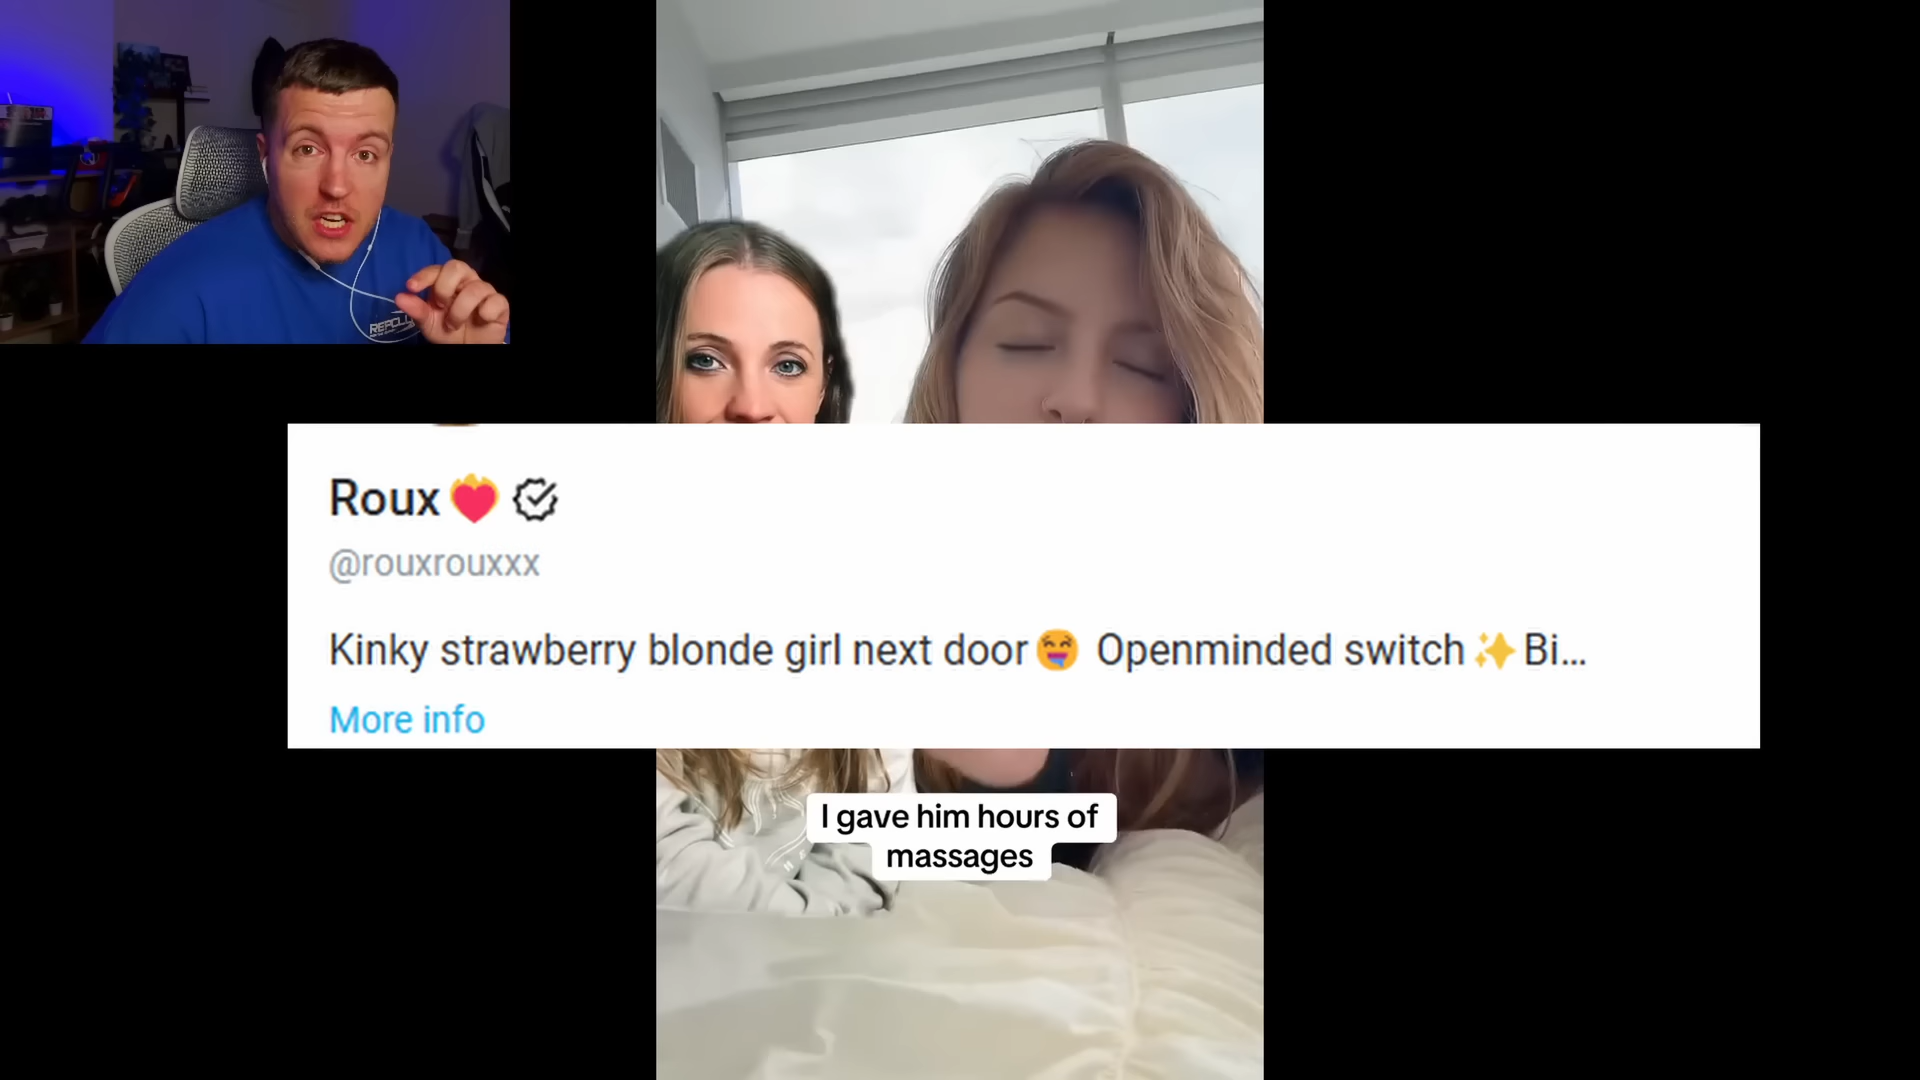 Roux❤️‍🔥
@rouxrouxxx
Kinky strawberry blonde girl next door🤤 Openminded switch ✨Bi...
More info
I gave him hours of
massages